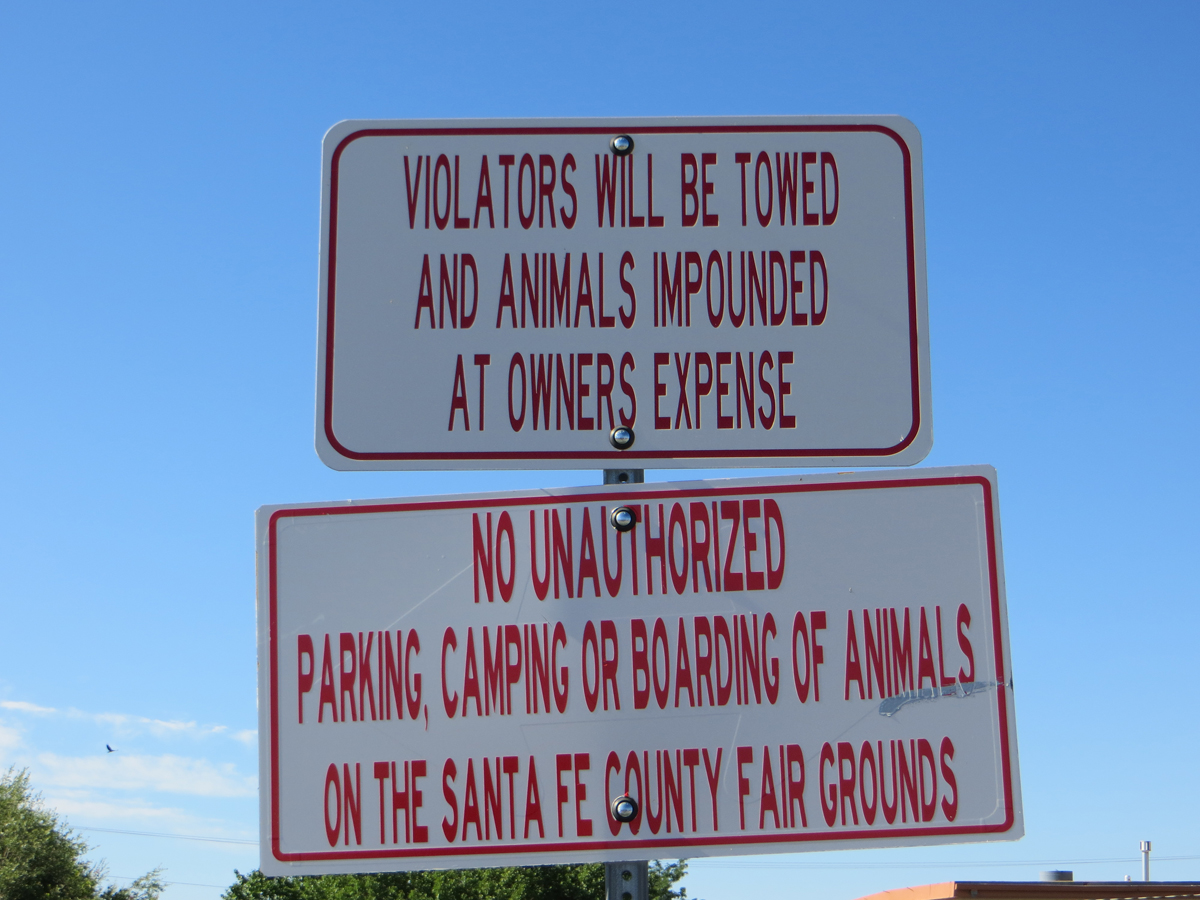 VIOLATORS WILL BE TOWED
AND ANIMALS IMPOUNDED
AT OWNERS EXPENSE
NO UNAUTHORIZED
PARKING, CAMPING OR BOARDING OF ANIMALS
ON THE SANTA FE COUNTY FAIR GROUNDS